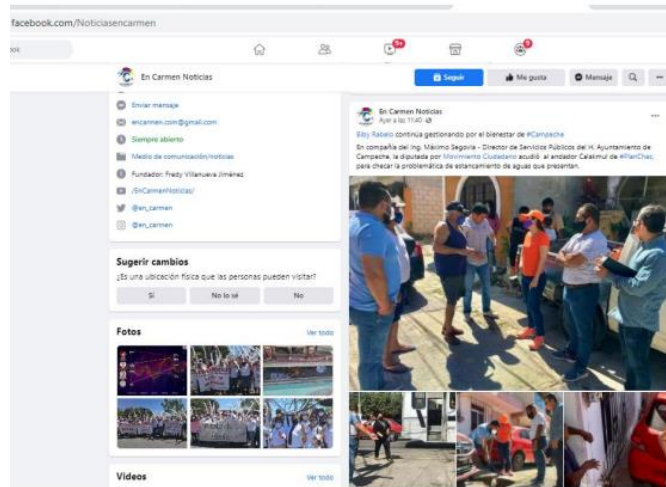 facebook.com/Noticiasencarmen
9+
9
En Carmen Noticias
Seguir
Me gusta
Mensaje
Enviar mensaje
encarmen.com@gmail.com
Siempre abierto
Medio de comunicación/noticias
Fundador: Fredy Villanueva Jiménez
/EnCarmenNoticias/
@en_carmen
@en_carmen
Sugerir cambios
¿Es una ubicación física que las personas pueden visitar?
Sí
No lo sé
No
Fotos
Ver todo
Videos
Ver todo
En Carmen Noticias
Ayer a las 11:40
Biby Rabelo continúa gestionando por el bienestar de #Campeche
En compañía del Ing. Máximo Segovia - Director de Servicios Públicos del H. Ayuntamiento de
Campeche, la diputada por Movimiento Ciudadano acudió al andador Calakmul de #PlanChac,
para checar la problemática de estancamiento de aguas que presentan.